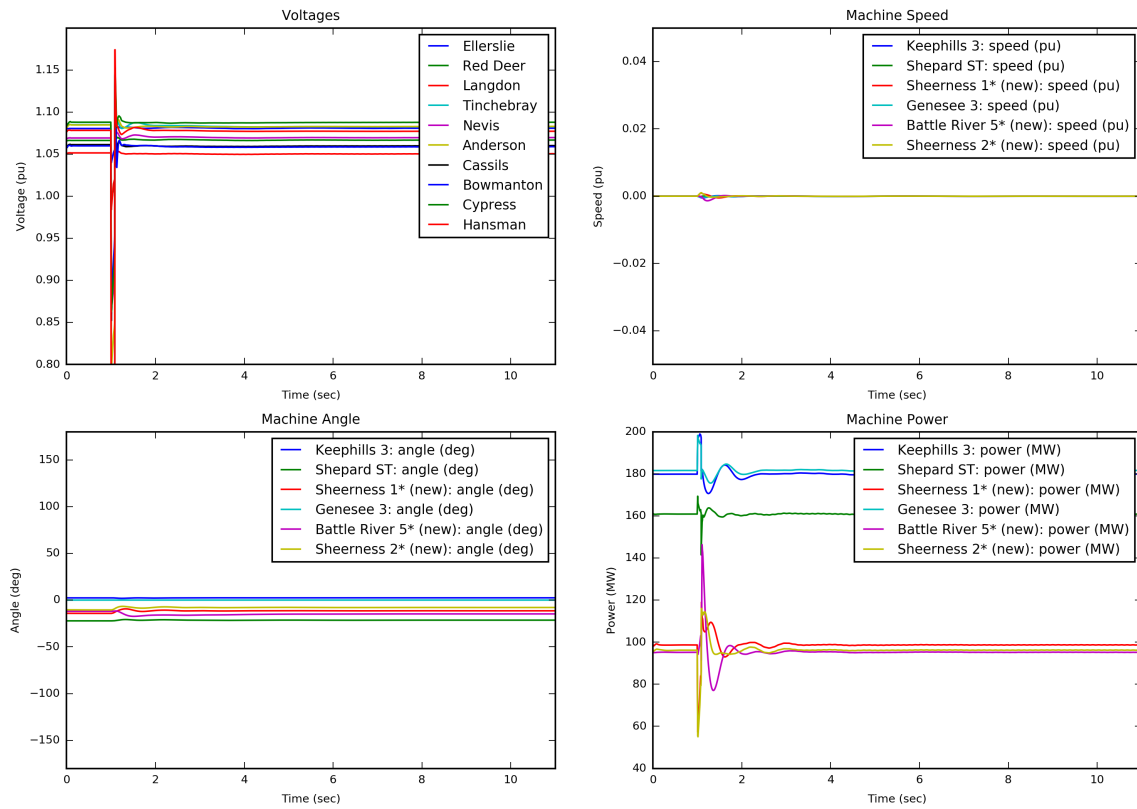 Voltages
1.15
1.10
1.05
1.00
0.95
0.90
0.85
0.80
Voltage (pu)
0 2 4 6 8 10
Time (sec)
Ellerslie
Red Deer
Langdon
Tinchebray
Nevis
Anderson
Cassils
Bowmanton
Cypress
Hansman
Machine Speed
0.04
0.02
0.00
−0.02
−0.04
Speed (pu)
0 2 4 6 8 10
Time (sec)
Keephills 3: speed (pu)
Shepard ST: speed (pu)
Sheerness 1* (new): speed (pu)
Genesee 3: speed (pu)
Battle River 5* (new): speed (pu)
Sheerness 2* (new): speed (pu)
Machine Angle
150
100
50
0
−50
−100
−150
Angle (deg)
0 2 4 6 8 10
Time (sec)
Keephills 3: angle (deg)
Shepard ST: angle (deg)
Sheerness 1* (new): angle (deg)
Genesee 3: angle (deg)
Battle River 5* (new): angle (deg)
Sheerness 2* (new): angle (deg)
Machine Power
200
180
160
140
120
100
80
60
40
Power (MW)
0 2 4 6 8 10
Time (sec)
Keephills 3: power (MW)
Shepard ST: power (MW)
Sheerness 1* (new): power (MW)
Genesee 3: power (MW)
Battle River 5* (new): power (MW)
Sheerness 2* (new): power (MW)